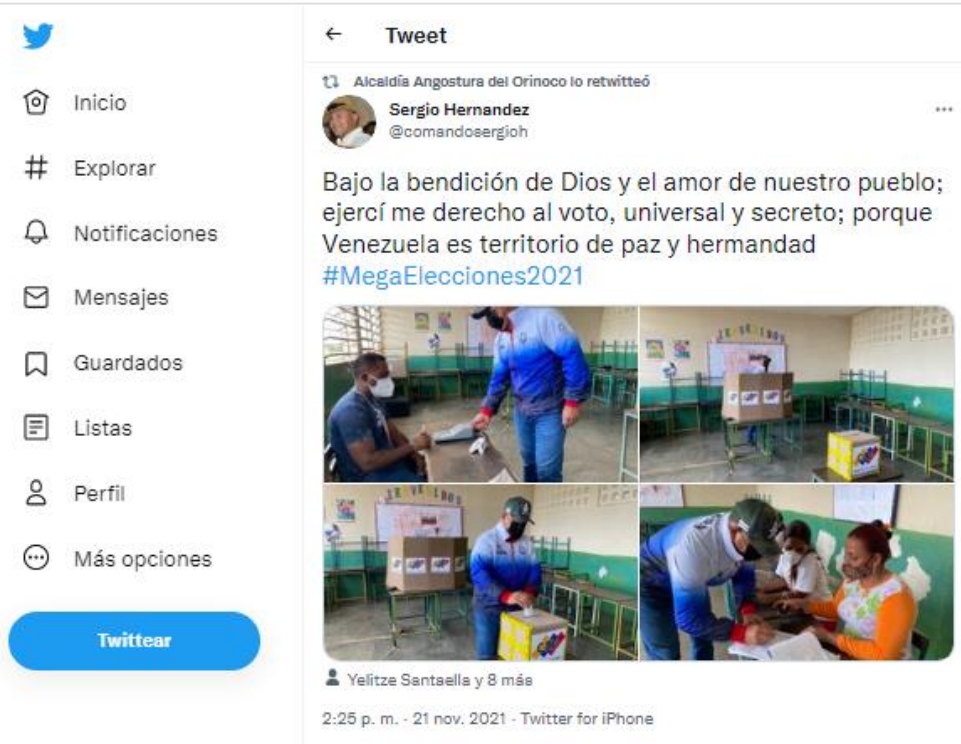 Tweet
Inicio
Explorar
Notificaciones
Mensajes
Guardados
Listas
Perfil
Más opciones
Twittear
Alcaldía Angostura del Orinoco lo retwitteó
Sergio Hernandez
@comandosergioh
Bajo la bendición de Dios y el amor de nuestro pueblo;
ejercí me derecho al voto, universal y secreto; porque
Venezuela es territorio de paz y hermandad
#MegaElecciones2021
Yelitze Santaella y 8 más
2:25 p. m. · 21 nov. 2021 · Twitter for iPhone